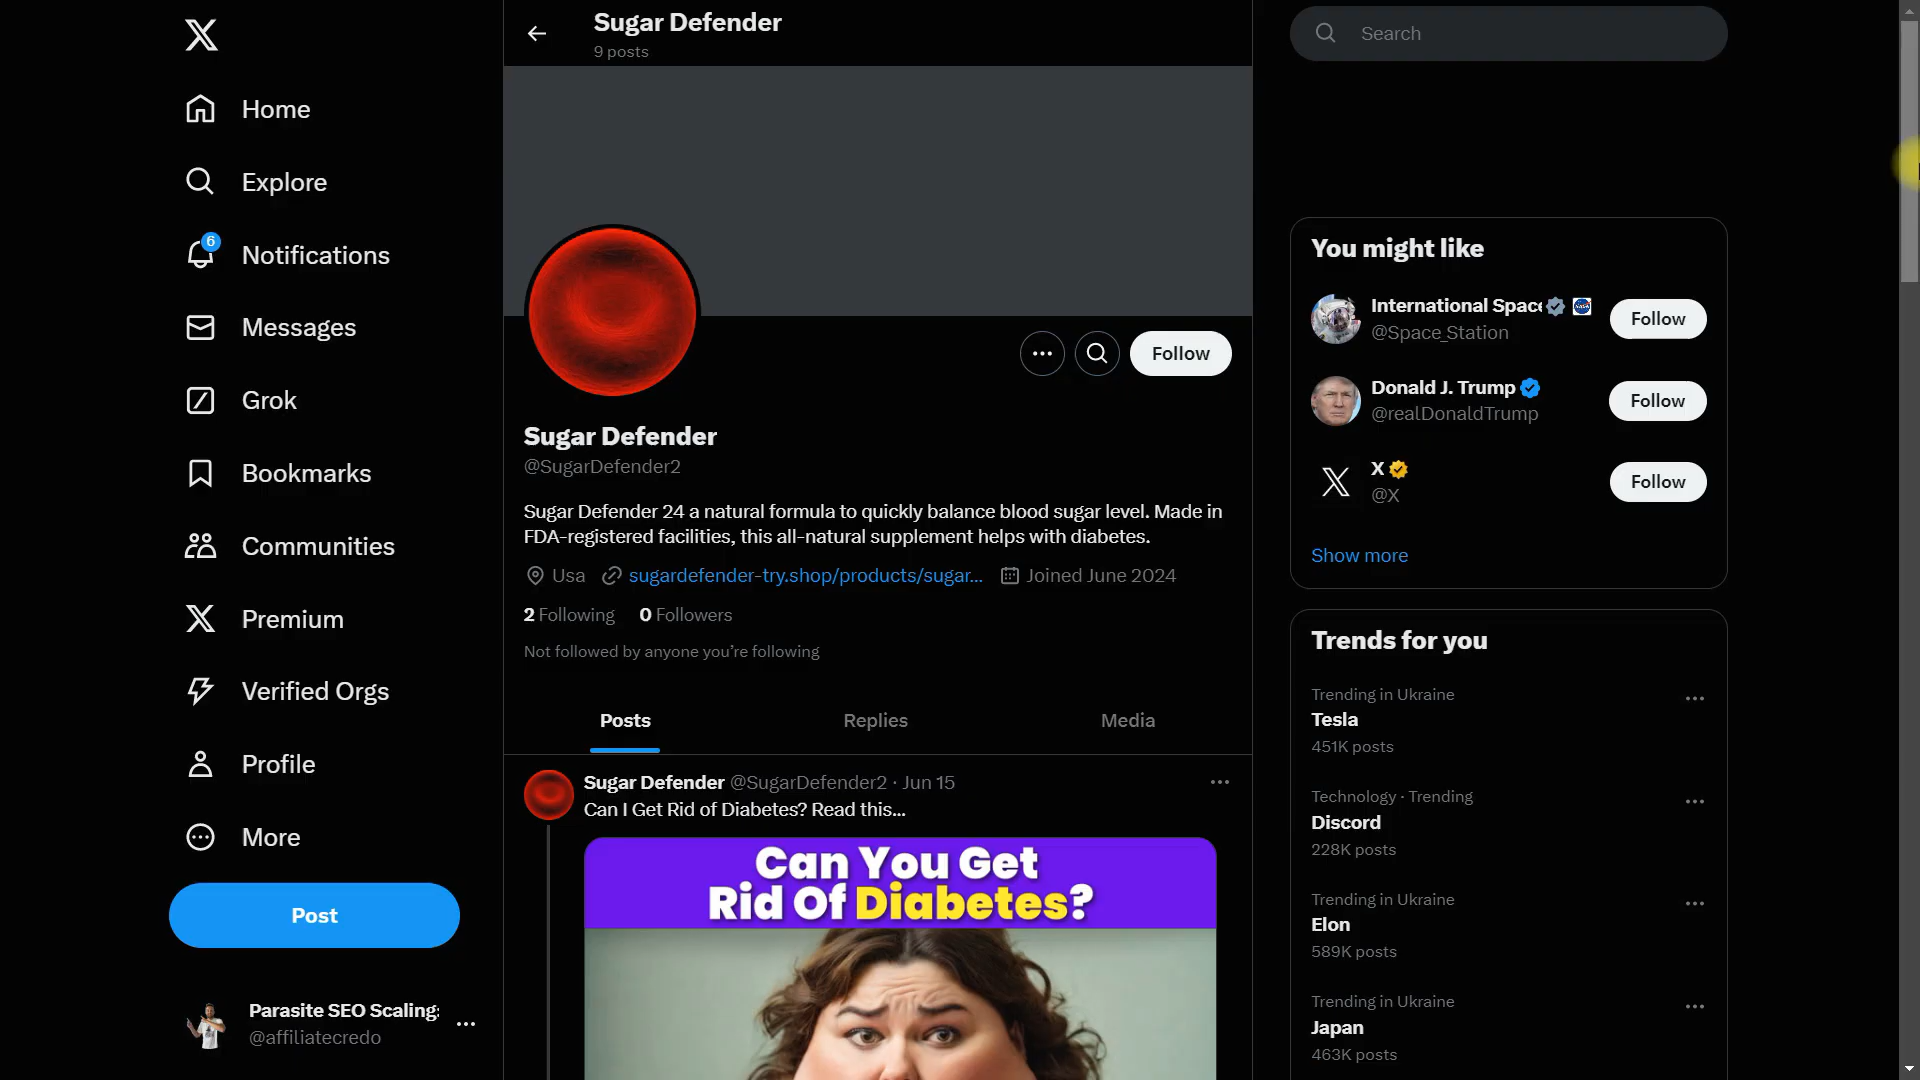 Home
Explore
6
Notifications
Messages
Grok
Bookmarks
Communities
Premium
Verified Orgs
Profile
More
Post
Parasite SEO Scaling:
@affiliatecredo
Sugar Defender
9 posts
Follow
Sugar Defender
@SugarDefender2
Sugar Defender 24 a natural formula to quickly balance blood sugar level. Made in
FDA-registered facilities, this all-natural supplement helps with diabetes.
Usa sugardefender-try.shop/products/sugar... Joined June 2024
2 Following 0 Followers
Not followed by anyone you’re following
Posts Replies Media
Sugar Defender @SugarDefender2 · Jun 15
Can I Get Rid of Diabetes? Read this...
Can You Get
Rid Of Diabetes?
Search
You might like
International Space
@Space_Station
Follow
Donald J. Trump
@realDonaldTrump
Follow
X
@X
Follow
Show more
Trends for you
Trending in Ukraine
Tesla
451K posts
Technology · Trending
Discord
228K posts
Trending in Ukraine
Elon
589K posts
Trending in Ukraine
Japan
463K posts